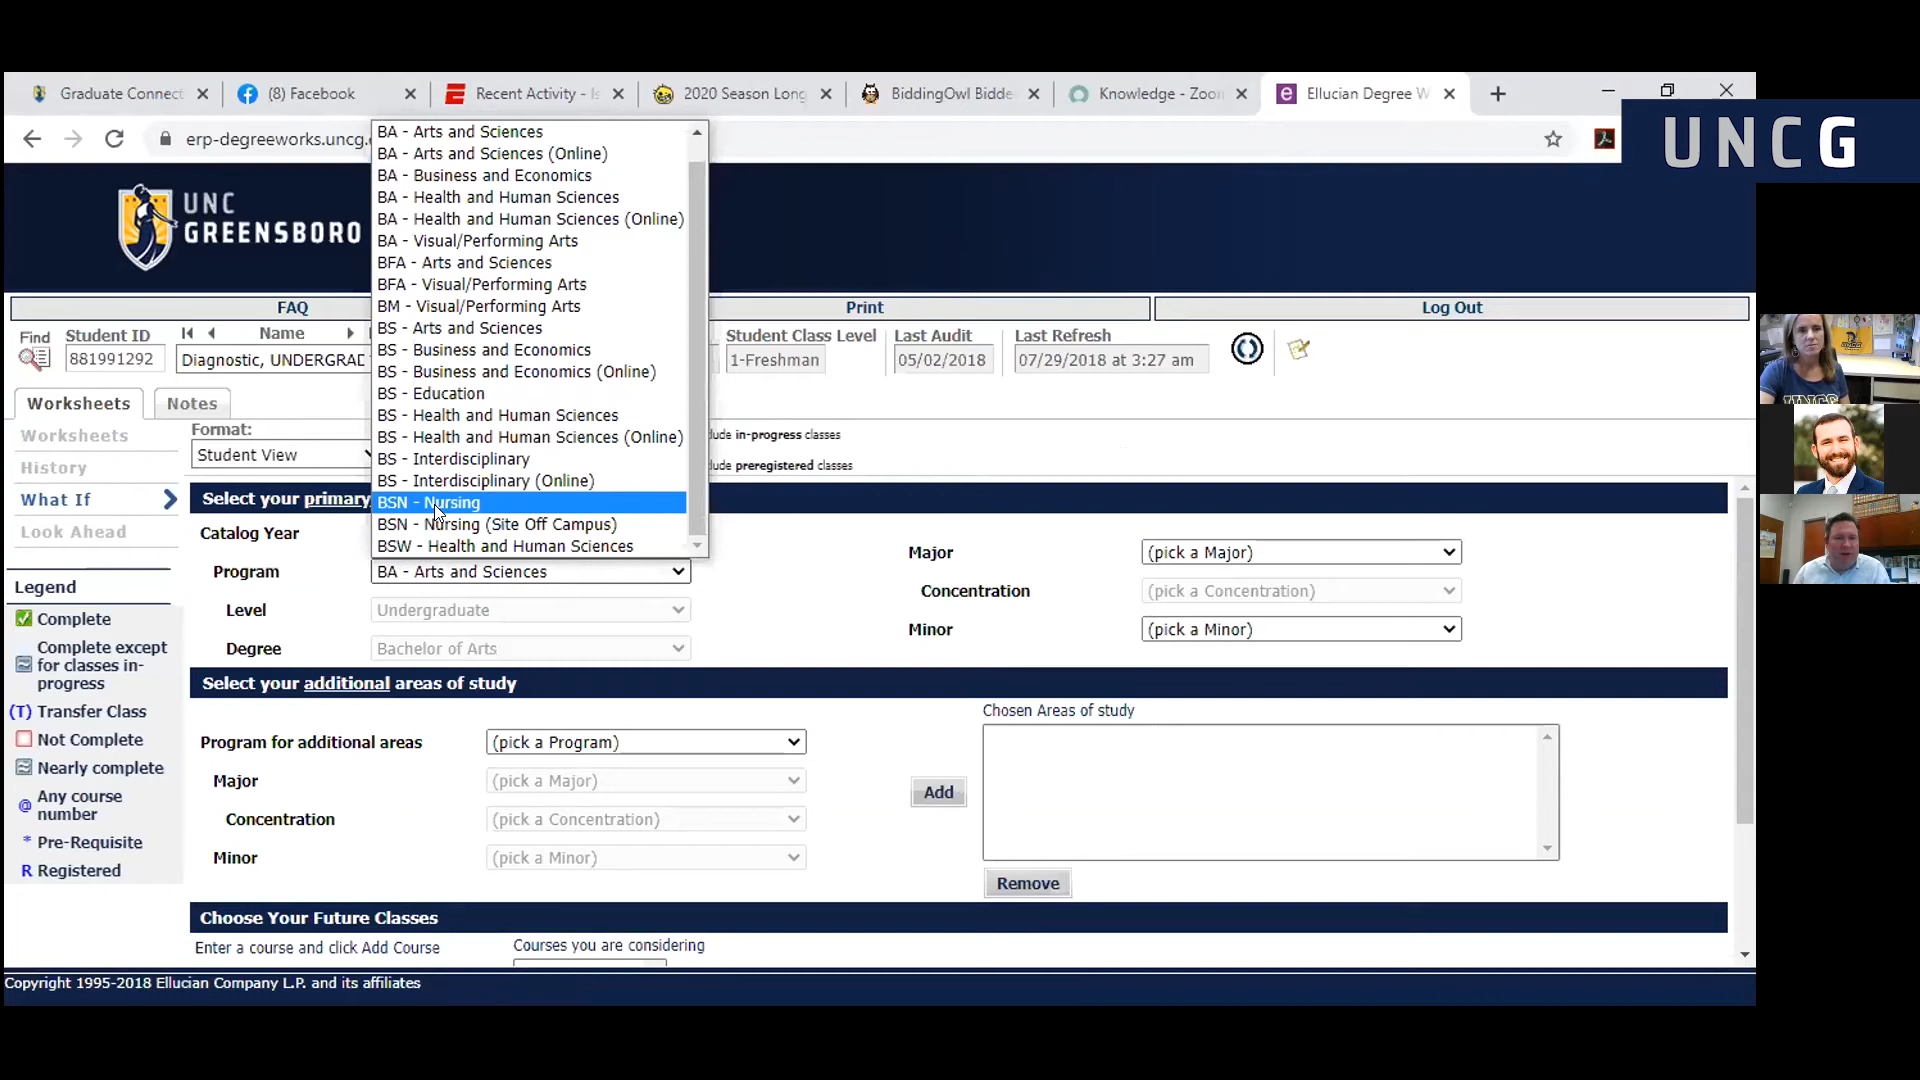 Graduate Connect
(8) Facebook
Recent Activity - Is
2020 Season Long
BiddingOwl Bidde
Knowledge - Zoom
Ellucian Degree W
erp-degreeworks.uncg.
UNCG
UNC
GREENSBORO
BA - Arts and Sciences
BA - Arts and Sciences (Online)
BA - Business and Economics
BA - Health and Human Sciences
BA - Health and Human Sciences (Online)
BA - Visual/Performing Arts
BFA - Arts and Sciences
BFA - Visual/Performing Arts
BM - Visual/Performing Arts
BS - Arts and Sciences
BS - Business and Economics
BS - Business and Economics (Online)
BS - Education
BS - Health and Human Sciences
BS - Health and Human Sciences (Online)
BS - Interdisciplinary
BS - Interdisciplinary (Online)
BSN - Nursing
BSN - Nursing (Site Off Campus)
BSW - Health and Human Sciences
FAQ
Print
Log Out
Find
Student ID
Name
Student Class Level
Last Audit
Last Refresh
881991292
Diagnostic, UNDERGRAD
1-Freshman
05/02/2018
07/29/2018 at 3:27 am
Worksheets
Notes
Worksheets
History
What If
Look Ahead
Format:
Student View
in-progress classes
preregistered classes
Select your primary
Catalog Year
Program
BA - Arts and Sciences
Level
Undergraduate
Degree
Bachelor of Arts
Major
(pick a Major)
Concentration
(pick a Concentration)
Minor
(pick a Minor)
Legend
Complete
Complete except
for classes in-
progress
(T) Transfer Class
Not Complete
Nearly complete
@ Any course
number
* Pre-Requisite
R Registered
Select your additional areas of study
Program for additional areas
(pick a Program)
Major
(pick a Major)
Concentration
(pick a Concentration)
Minor
(pick a Minor)
Add
Chosen Areas of study
Remove
Choose Your Future Classes
Enter a course and click Add Course
Courses you are considering
Copyright 1995-2018 Ellucian Company L.P. and its affiliates